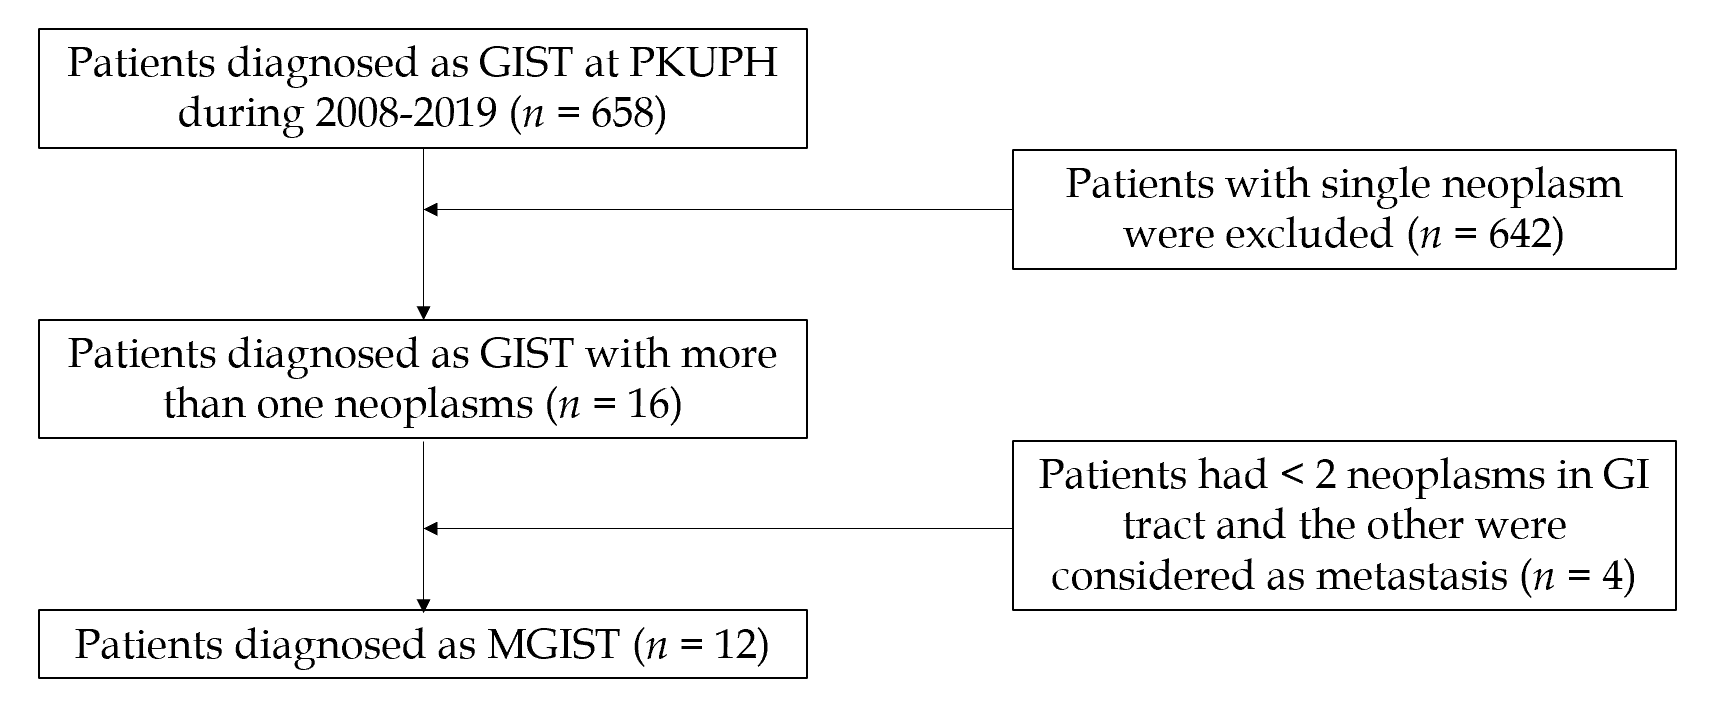 Patients diagnosed as GIST at PKUPH
during 2008-2019 (n = 658)
Patients with single neoplasm
were excluded (n = 642)
Patients diagnosed as GIST with more
than one neoplasms (n = 16)
Patients had < 2 neoplasms in GI
tract and the other were
considered as metastasis (n = 4)
Patients diagnosed as MGIST (n = 12)